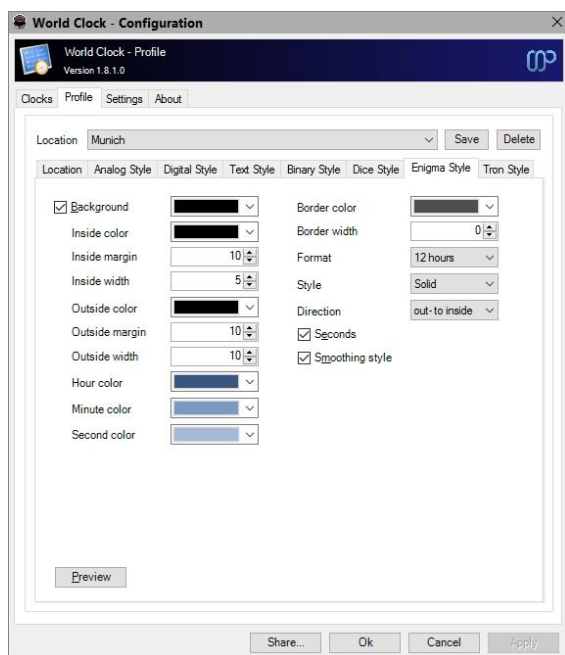 World Clock - Configuration
World Clock - Profile
Version 1.8.1.0
Clocks Profile Settings About
Location Munich Save Delete
Location Analog Style Digital Style Text Style Binary Style Dice Style Enigma Style Tron Style
Background
Inside color
Inside margin 10
Inside width 5
Outside color
Outside margin 10
Outside width 10
Hour color
Minute color
Second color
Border color
Border width 0
Format 12 hours
Style Solid
Direction out- to inside
Seconds
Smoothing style
Preview
Share... Ok Cancel Apply